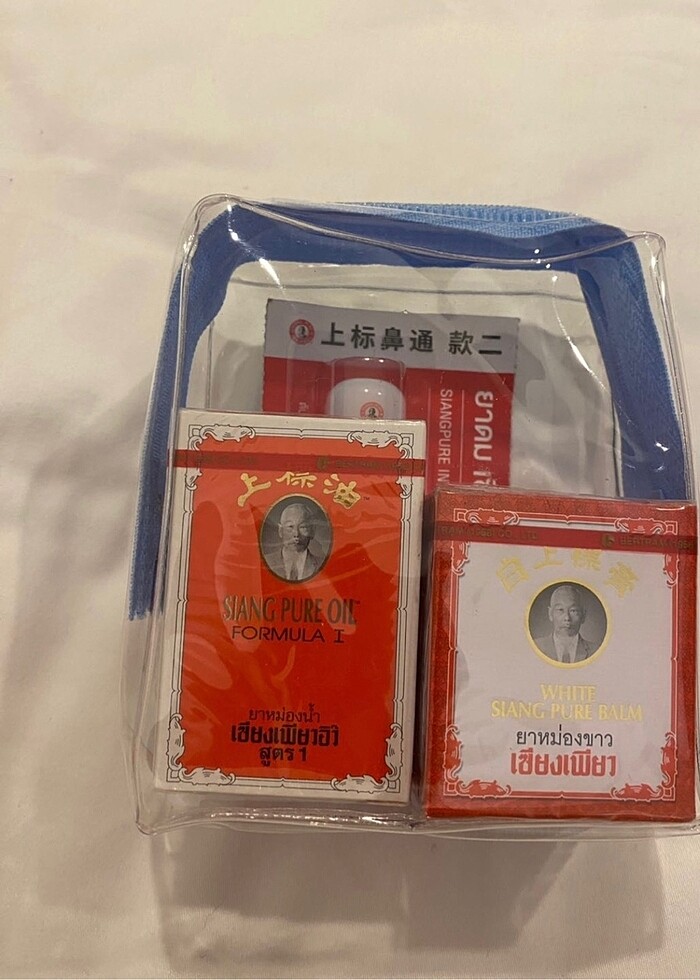 上标鼻通 款二
ยาดม
SIANGPURE IN
上标油
SIANG PURE OIL
FORMULA I
ยาหม่องน้ำ
เซียงเพียวอิ๊ว
สูตร 1
WHITE
SIANG PURE BALM
ยาหม่องขาว
เซียงเพียว